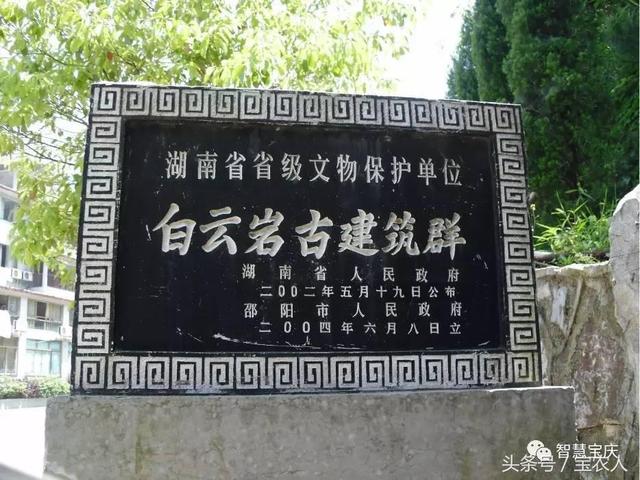 湖南省省级文物保护单位
白云岩古建筑群
湖南省人民政府
二〇〇二年五月十九日公布
邵阳市人民政府
二〇〇四年六月八日立
智慧宝庆
头条号／宝农人